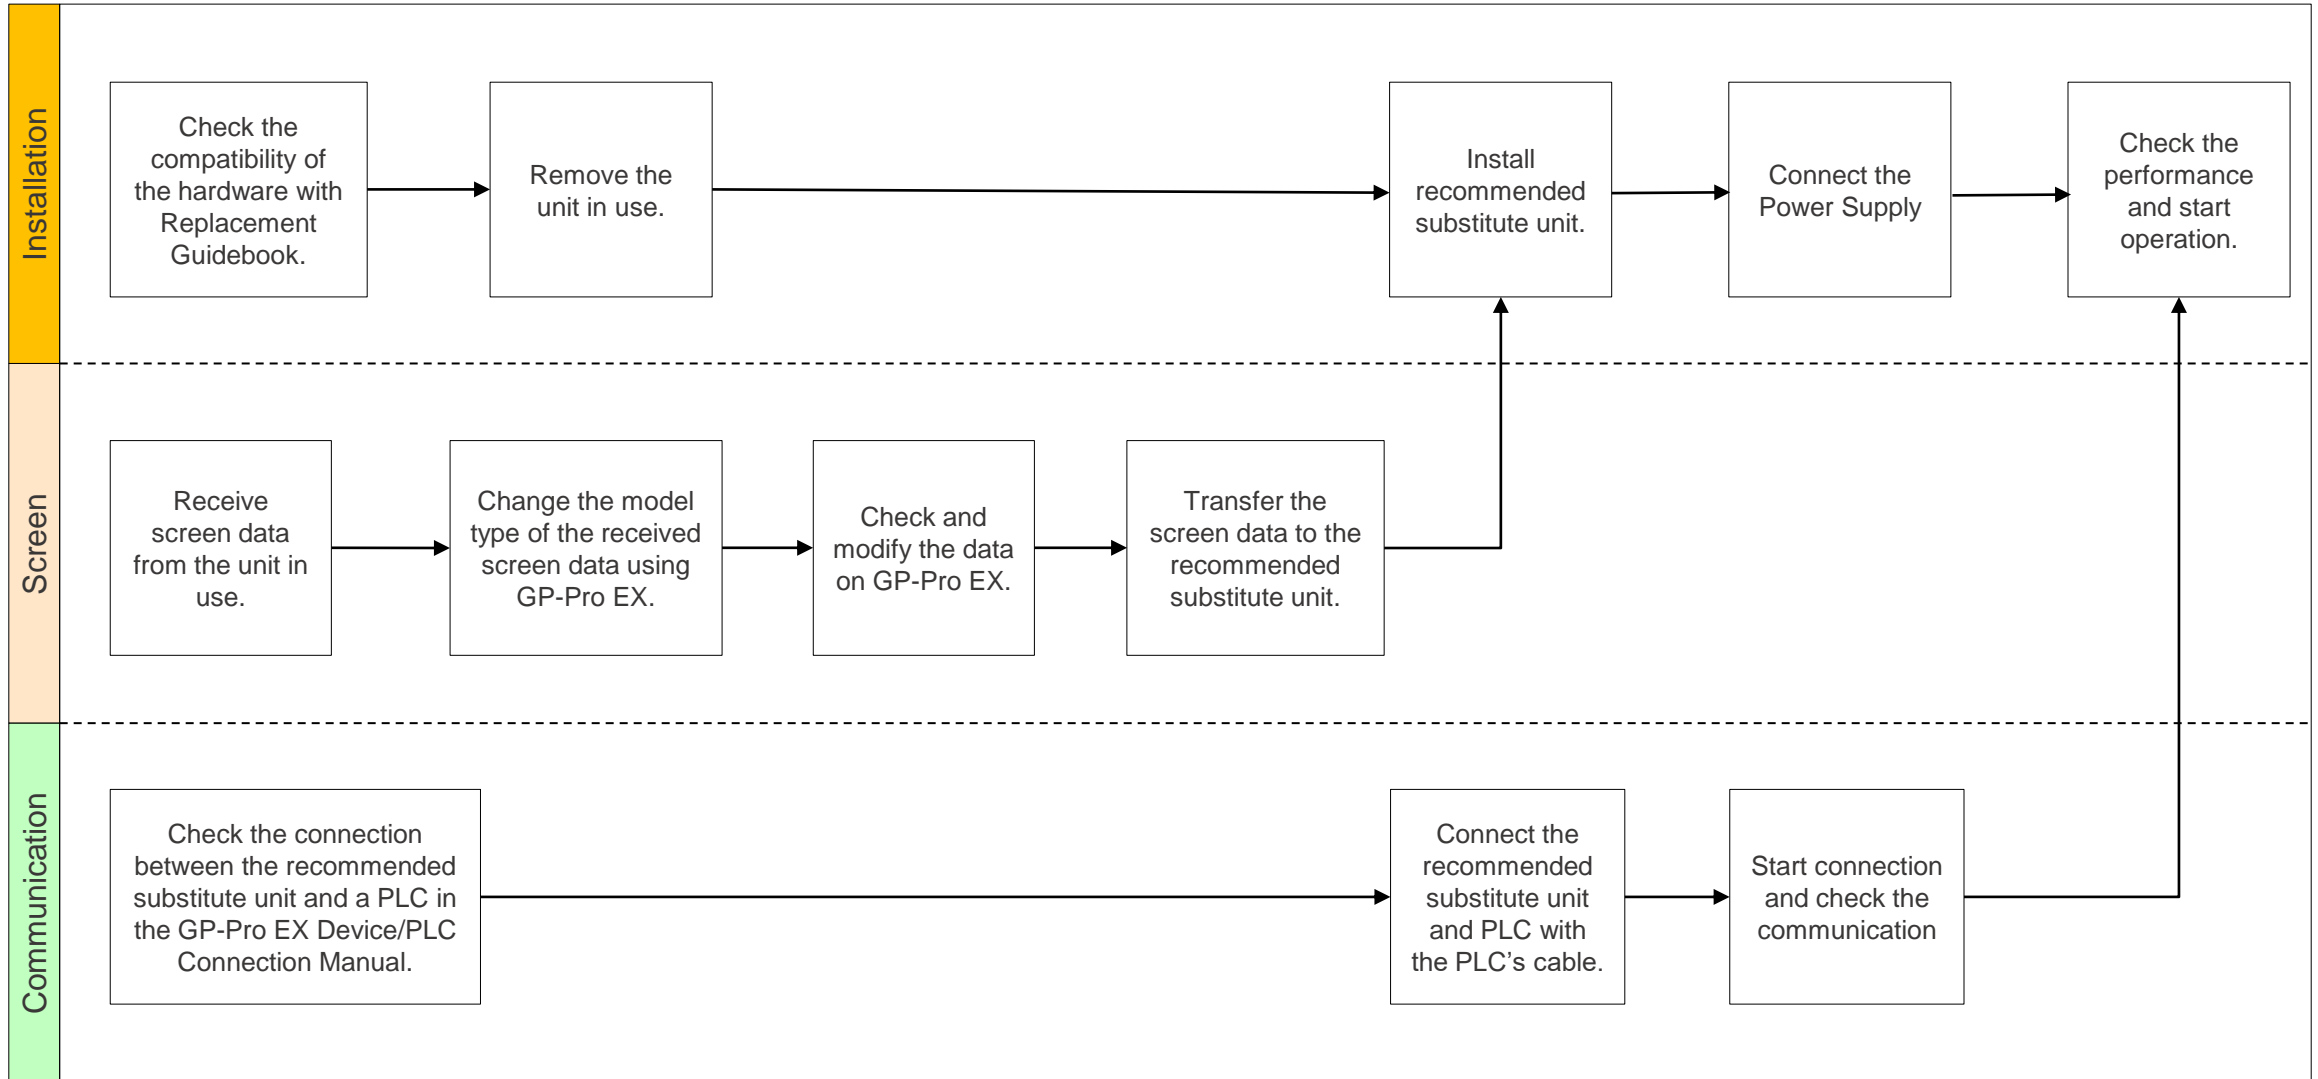 Installation
Check the
compatibility of
the hardware with
Replacement
Guidebook.
Remove the
unit in use.
Install
recommended
substitute unit.
Connect the
Power Supply
Check the
performance
and start
operation.
Screen
Receive
screen data
from the unit in
use.
Change the model
type of the received
screen data using
GP-Pro EX.
Check and
modify the data
on GP-Pro EX.
Transfer the
screen data to the
recommended
substitute unit.
Communication
Check the connection
between the recommended
substitute unit and a PLC in
the GP-Pro EX Device/PLC
Connection Manual.
Connect the
recommended
substitute unit
and PLC with
the PLC’s cable.
Start connection
and check the
communication